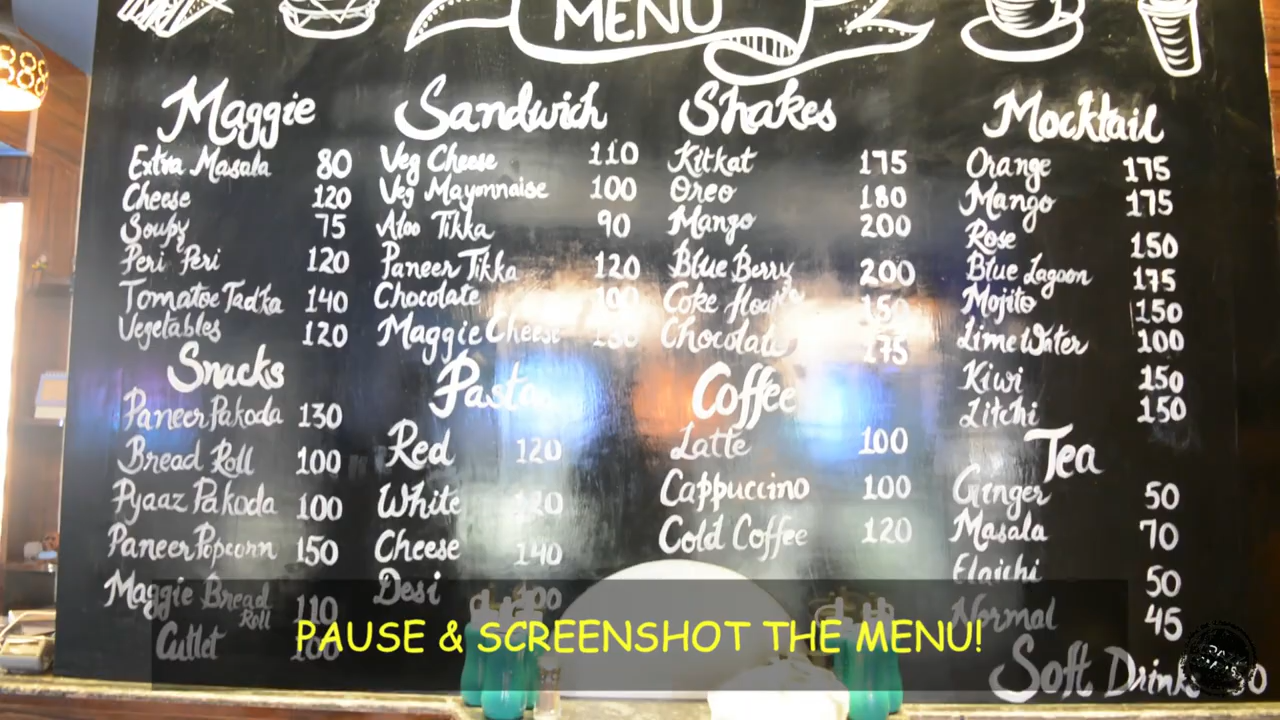 MENU
Maggie
Extra Masala 80
Cheese 120
Soupy 75
Peri Peri 120
Tomatoe Tadka 140
Vegetables 120
Snacks
Paneer Pakoda 130
Bread Roll 100
Pyaaz Pakoda 100
Paneer Popcorn 150
Maggie Bread Roll 110
Cutlet 100
Sandwich
Veg Cheese 110
Veg Mayonnaise 100
Aloo Tikka 90
Paneer Tikka 120
Chocolate 100
Maggie Cheese
Pasta
Red 120
White 120
Cheese 140
Desi
Shakes
Kitkat 175
Oreo 180
Mango 200
Blue Berry 200
Coke float 150
Chocolate 175
Coffee
Latte 100
Cappuccino 100
Cold Coffee 120
Mocktail
Orange 175
Mango 175
Rose 150
Blue Lagoon 175
Mojito 150
Lime Water 100
Kiwi 150
Litchi 150
Tea
Ginger 50
Masala 70
Elaichi 50
Normal 45
Soft Drinks
PAUSE & SCREENSHOT THE MENU!